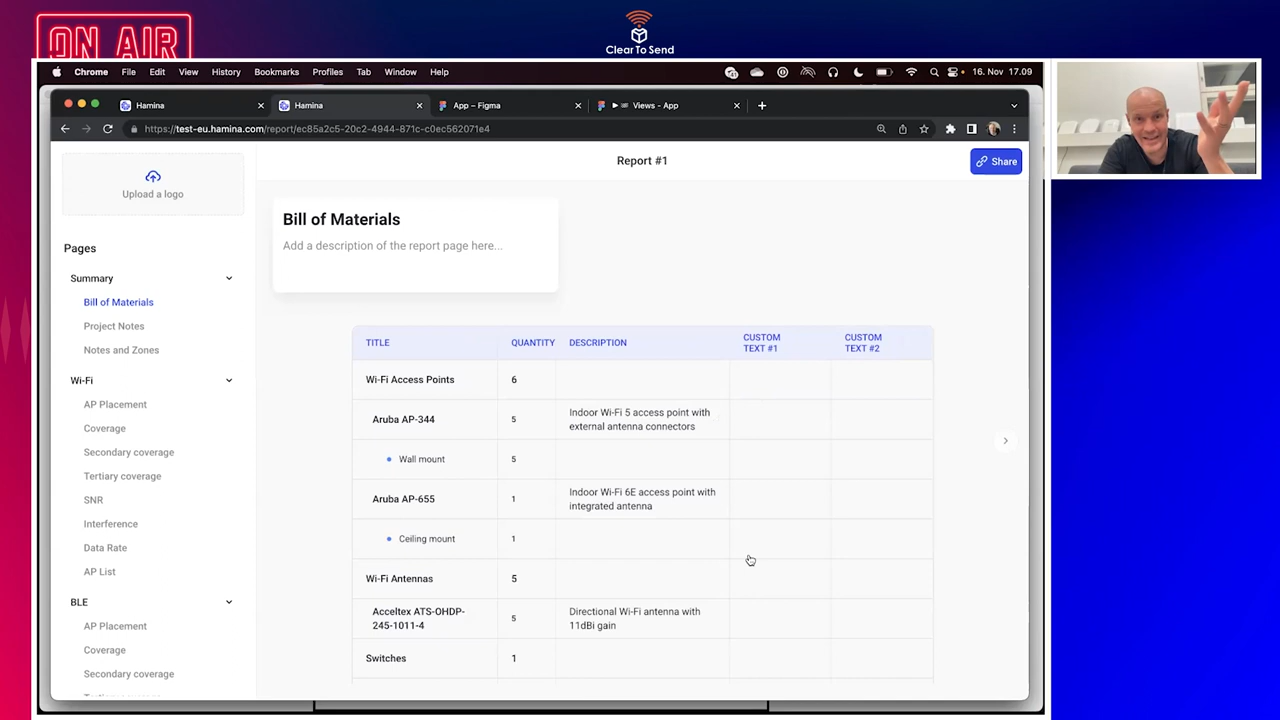 ON AIR
Clear To Send
Chrome File Edit View History Bookmarks Profiles Tab Window Help 16. Nov 17.09
Hamina Hamina App – Figma Views - App
https://test-eu.hamina.com/report/ec85a2c5-20c2-4944-871c-c0ec562071e4
Upload a logo
Report #1
Share
Pages
Summary
Bill of Materials
Project Notes
Notes and Zones
Wi-Fi
AP Placement
Coverage
Secondary coverage
Tertiary coverage
SNR
Interference
Data Rate
AP List
BLE
AP Placement
Coverage
Secondary coverage
Tertiary coverage
Bill of Materials
Add a description of the report page here...
TITLE QUANTITY DESCRIPTION CUSTOM TEXT #1 CUSTOM TEXT #2
Wi-Fi Access Points 6
Aruba AP-344 5 Indoor Wi-Fi 5 access point with
external antenna connectors
Wall mount 5
Aruba AP-655 1 Indoor Wi-Fi 6E access point with
integrated antenna
Ceiling mount 1
Wi-Fi Antennas 5
Acceltex ATS-OHDP-
245-1011-4 5 Directional Wi-Fi antenna with
11dBi gain
Switches 1